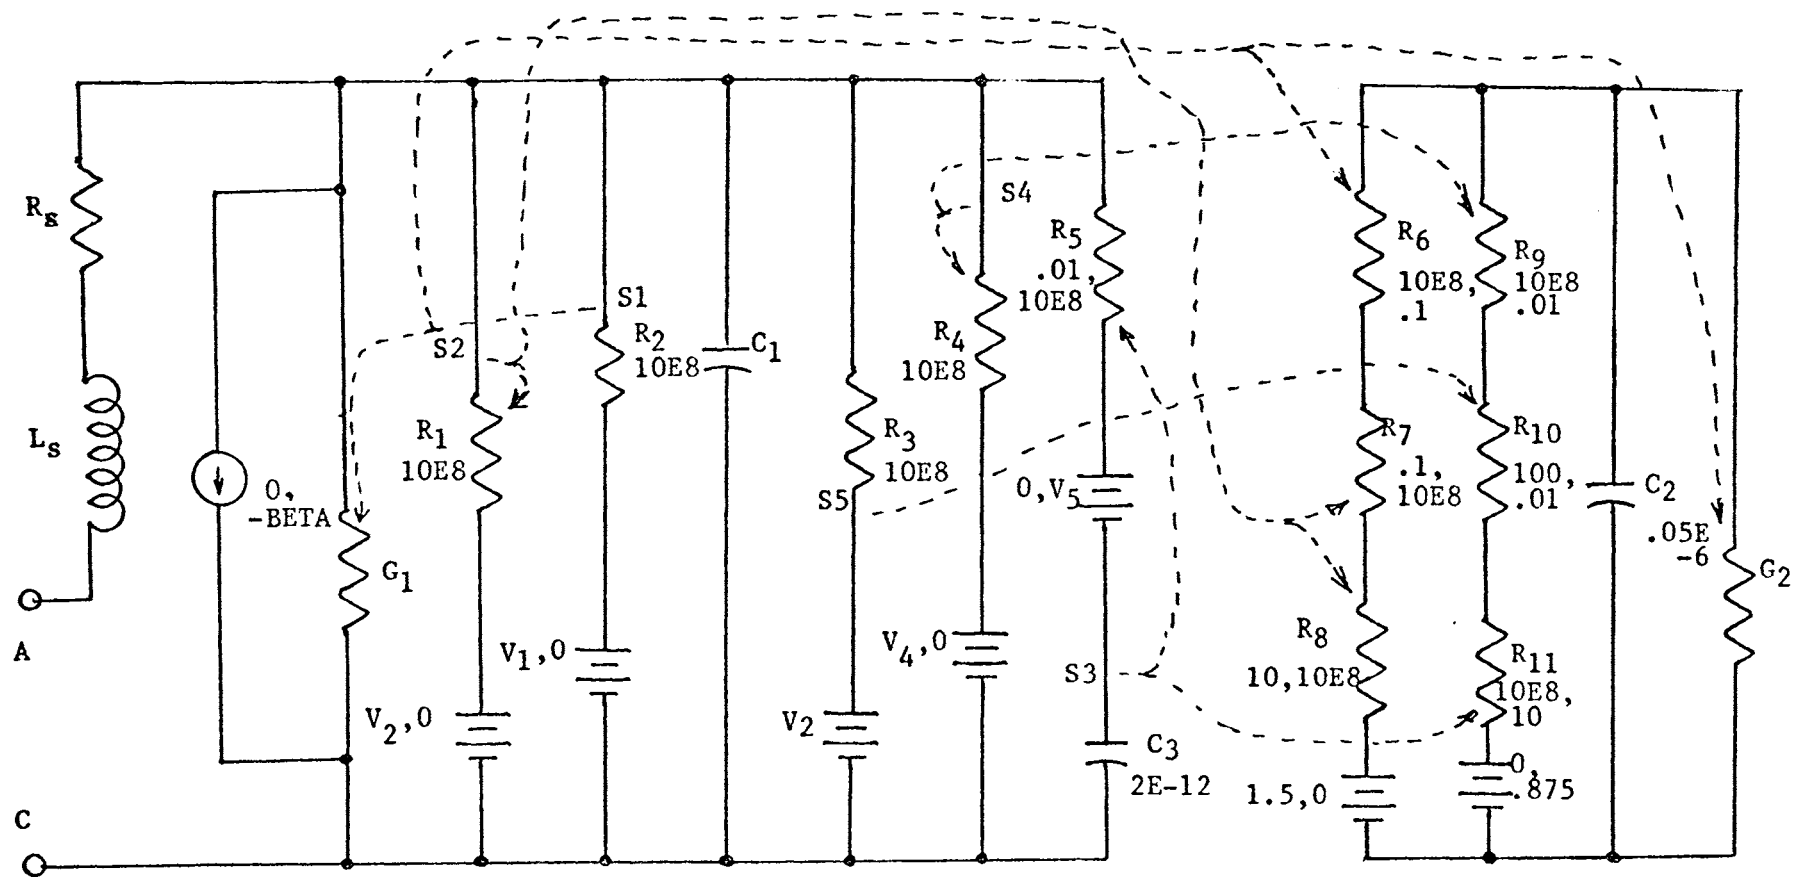 Rs
Ls
A
C
0,
-BETA
G1
S2
R1
10E8
V2,0
S1
R2
10E8
V1,0
C1
R3
10E8
S5
V2
S4
R4
10E8
V4,0
R5
.01,
10E8
0,V5
S3
C3
2E-12
R6
10E8,
.1
R7
.1,
10E8
R8
10,10E8
1.5,0
R9
10E8
.01
R10
100,
.01
R11
10E8,
10
0,
.875
C2
.05E
-6
G2